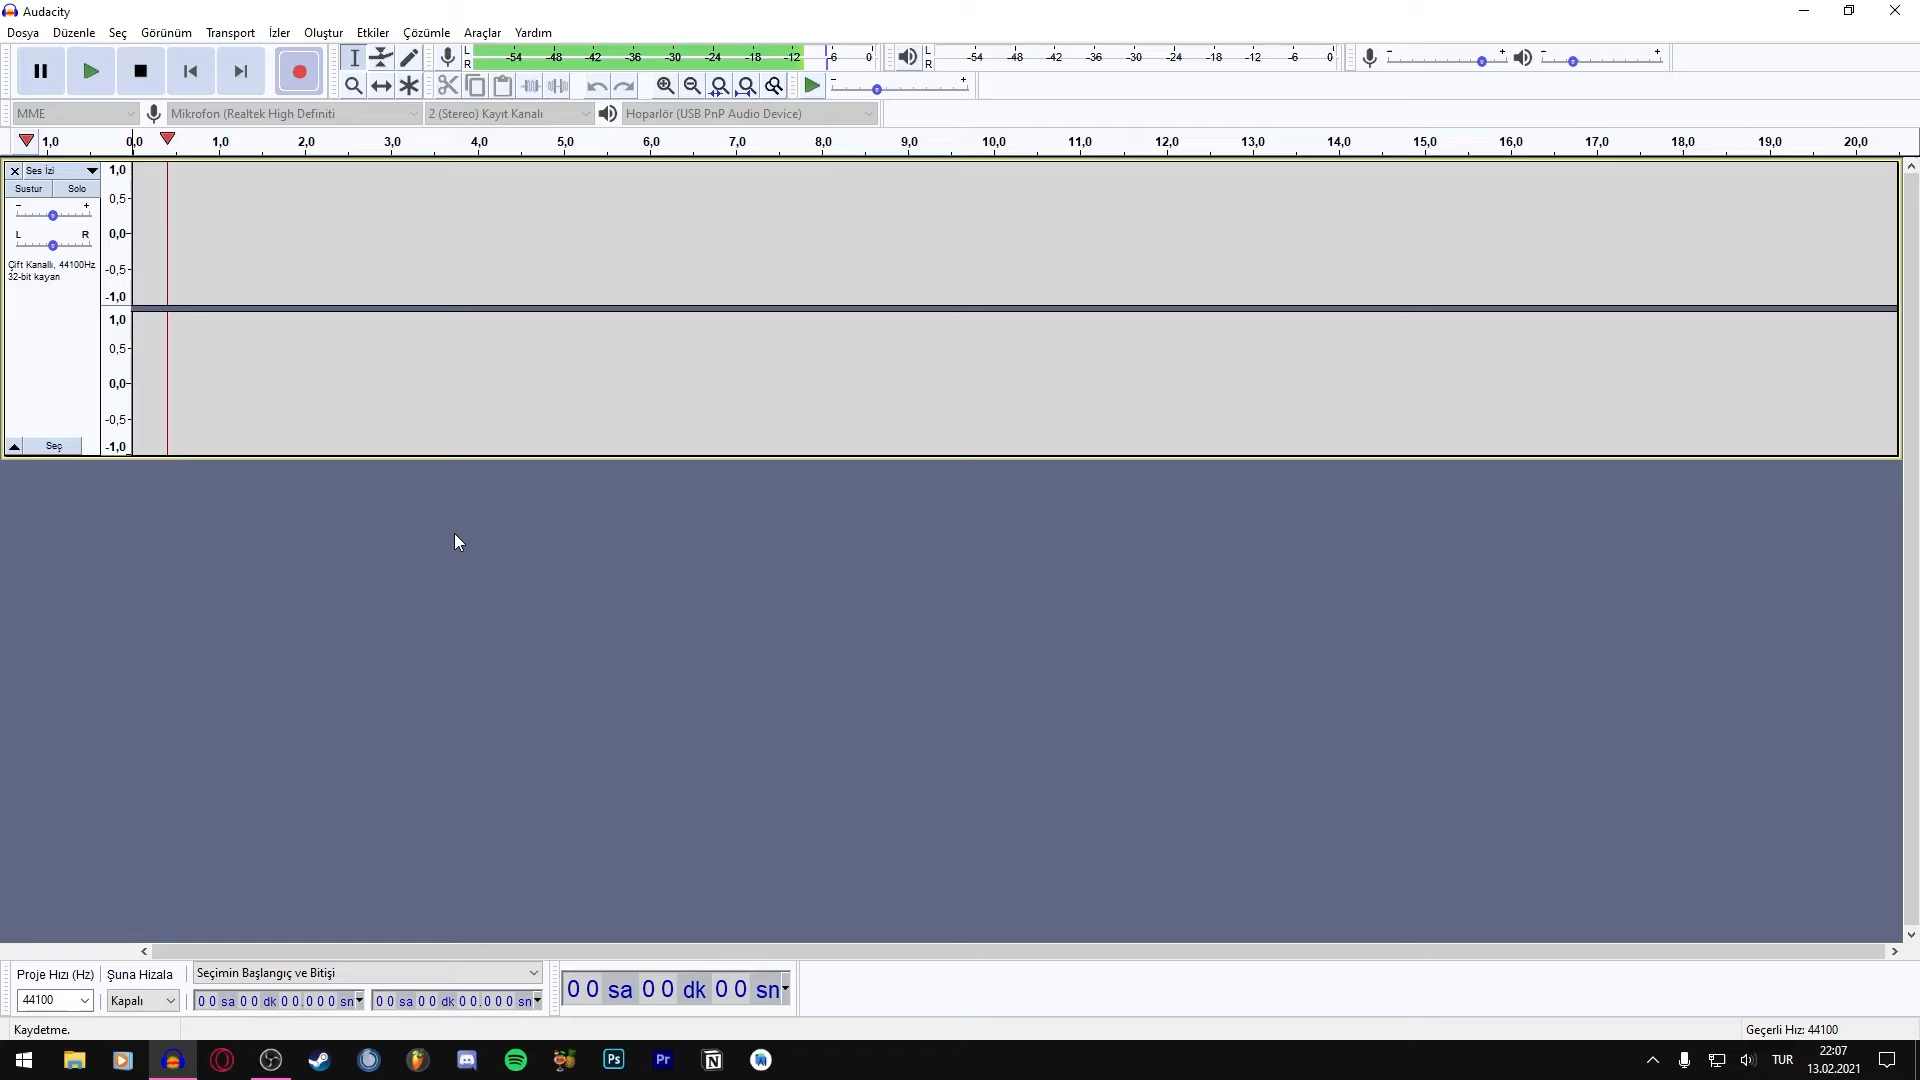 Audacity
Dosya Düzenle Seç Görünüm Transport İzler Oluştur Etkiler Çözümle Araçlar Yardım
L R -54 -48 -42 -36 -30 -24 -18 -12 -6 0
L R -54 -48 -42 -36 -30 -24 -18 -12 -6 0
- + - +
- +
MME Mikrofon (Realtek High Definiti 2 (Stereo) Kayıt Kanalı Hoparlör (USB PnP Audio Device)
1,0 0,0 1,0 2,0 3,0 4,0 5,0 6,0 7,0 8,0 9,0 10,0 11,0 12,0 13,0 14,0 15,0 16,0 17,0 18,0 19,0 20,0
Ses İzi
Sustur Solo
- +
L R
Çift Kanallı, 44100Hz
32-bit kayan
Seç
1,0
0,5
0,0
-0,5
-1,0
1,0
0,5
0,0
-0,5
-1,0
Proje Hızı (Hz) Şuna Hizala Seçimin Başlangıç ve Bitişi
44100 Kapalı 00 sa 00 dk 00.000 sn 00 sa 00 dk 00.000 sn
00 sa 00 dk 00 sn
Kaydetme. Geçerli Hız: 44100
Ps Pr N
TUR 22:07
13.02.2021